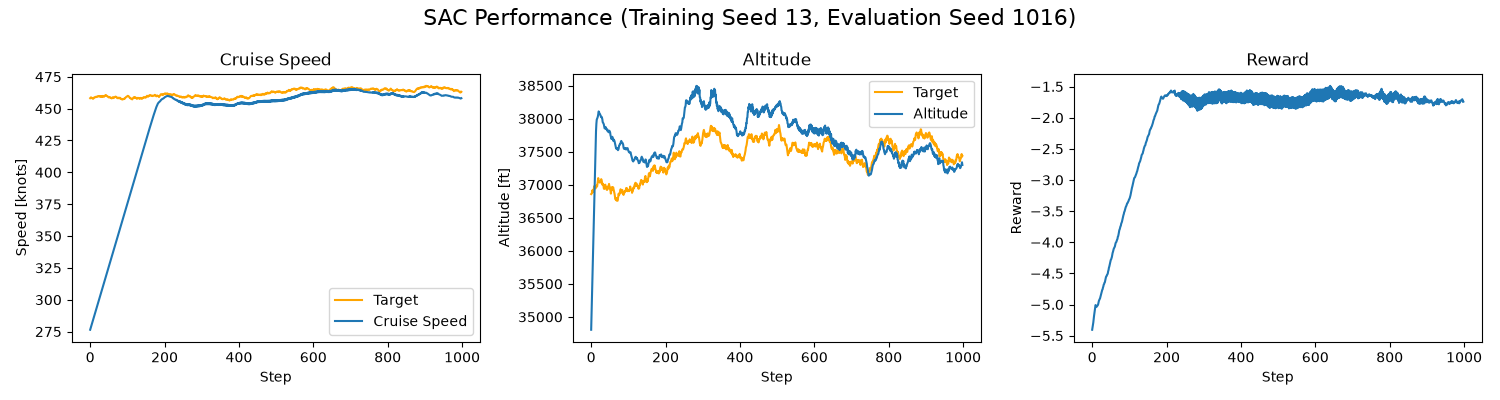 SAC Performance (Training Seed 13, Evaluation Seed 1016)
Cruise Speed
475
450
425
400
375
350
325
300
275
Speed [knots]
0 200 400 600 800 1000
Step
Target
Cruise Speed
Altitude
38500
38000
37500
37000
36500
36000
35500
35000
Altitude [ft]
0 200 400 600 800 1000
Step
Target
Altitude
Reward
−1.5
−2.0
−2.5
−3.0
−3.5
−4.0
−4.5
−5.0
−5.5
Reward
0 200 400 600 800 1000
Step